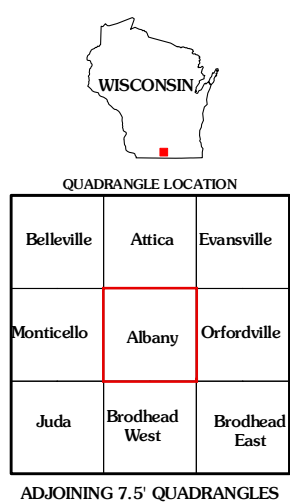 WISCONSIN
QUADRANGLE LOCATION
Belleville Attica Evansville
Monticello Albany Orfordville
Juda Brodhead West Brodhead East
ADJOINING 7.5' QUADRANGLES